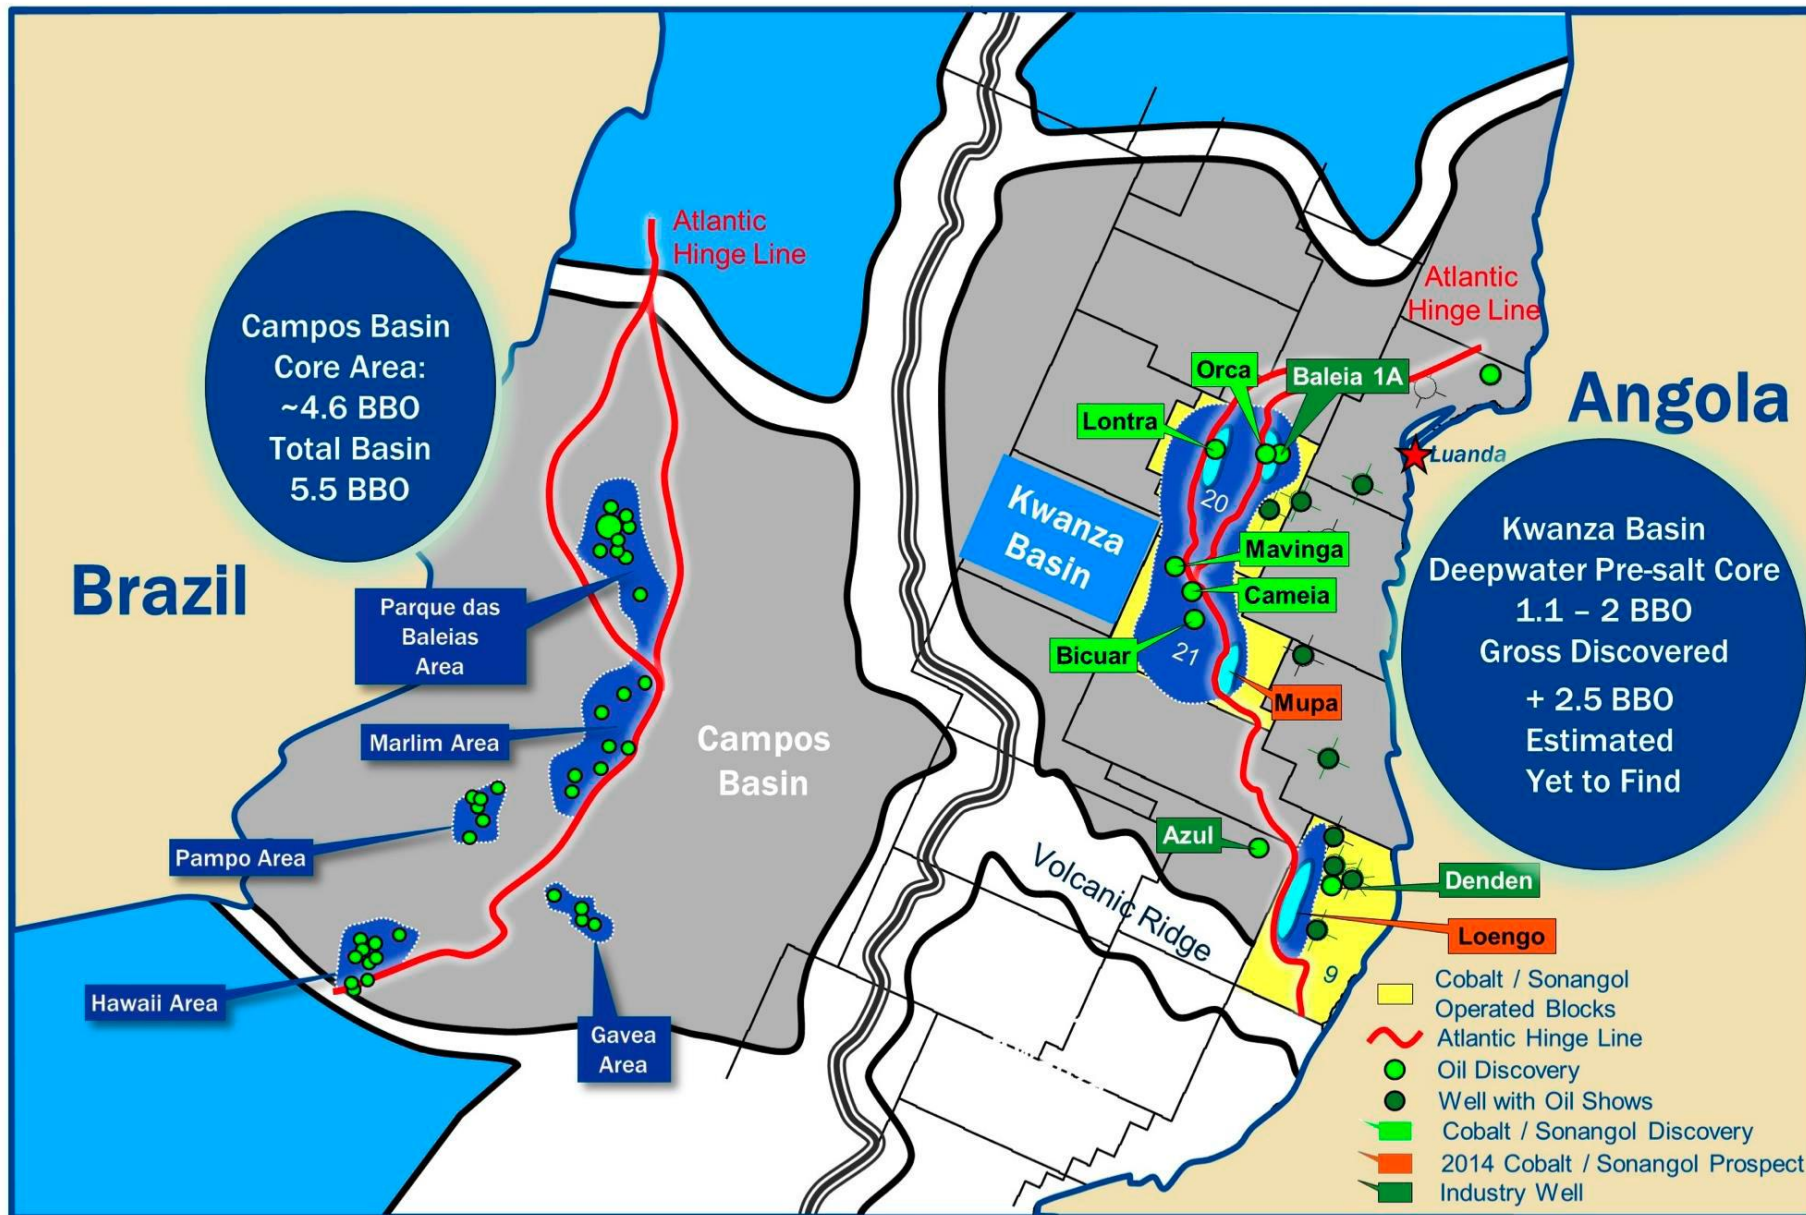 Atlantic
Hinge Line
Campos Basin
Core Area:
~4.6 BBO
Total Basin
5.5 BBO
Brazil
Parque das
Baleias
Area
Marlim Area
Pampo Area
Hawaii Area
Gavea
Area
Campos
Basin
Kwanza
Basin
Atlantic
Hinge Line
Orca
Baleia 1A
Lontra
20
Mavinga
Cameia
Bicuar
21
Mupa
Azul
Volcanic Ridge
Denden
Loengo
9
Angola
Luanda
Kwanza Basin
Deepwater Pre-salt Core
1.1 – 2 BBO
Gross Discovered
+ 2.5 BBO
Estimated
Yet to Find
Cobalt / Sonangol
Operated Blocks
Atlantic Hinge Line
Oil Discovery
Well with Oil Shows
Cobalt / Sonangol Discovery
2014 Cobalt / Sonangol Prospect
Industry Well